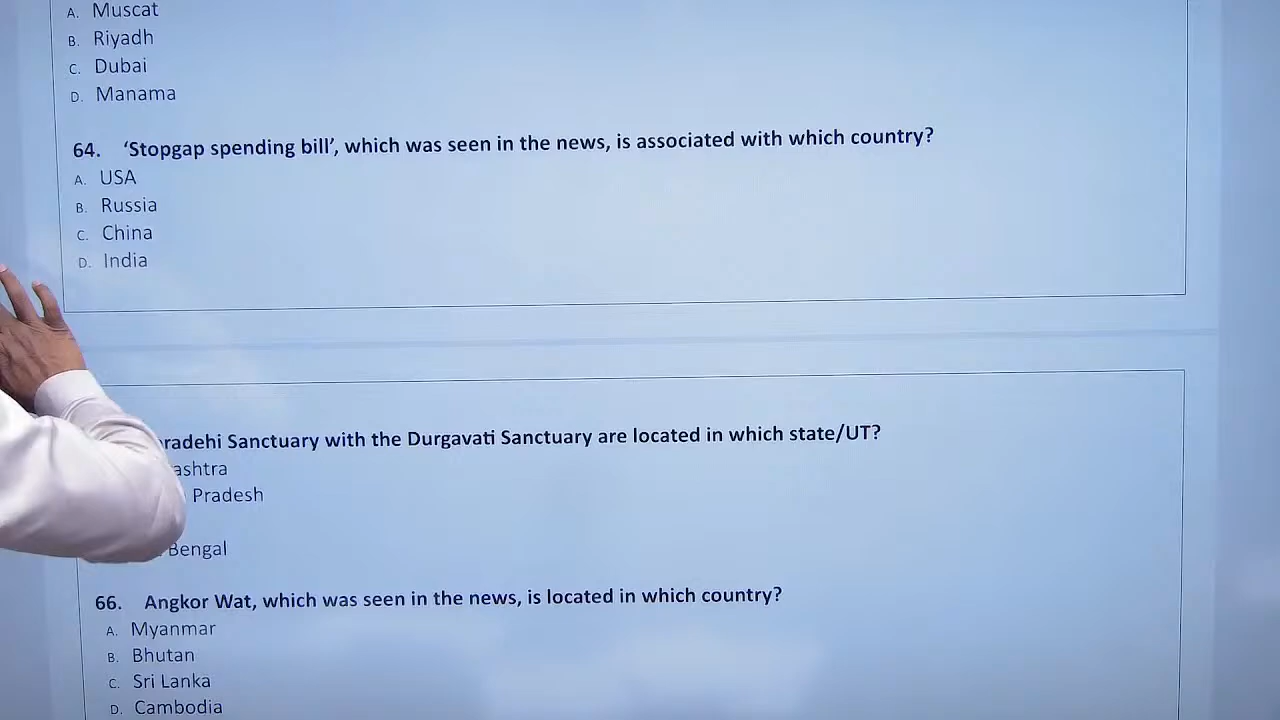 A. Muscat
B. Riyadh
C. Dubai
D. Manama
64. ‘Stopgap spending bill’, which was seen in the news, is associated with which country?
A. USA
B. Russia
C. China
D. India
Sanctuary with the Durgavati Sanctuary are located in which state/UT?
Pradesh
Bengal
66. Angkor Wat, which was seen in the news, is located in which country?
A. Myanmar
B. Bhutan
C. Sri Lanka
D. Cambodia